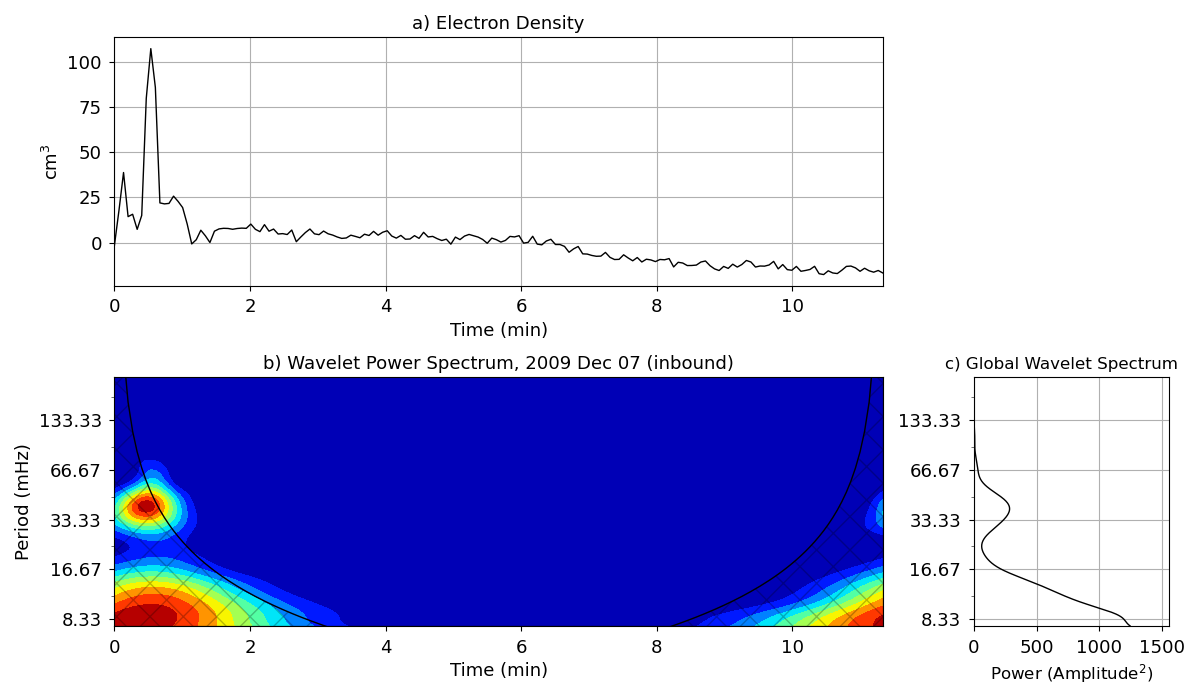 a) Electron Density
cm³
100
75
50
25
0
0 2 4 6 8 10
Time (min)
b) Wavelet Power Spectrum, 2009 Dec 07 (inbound)
Period (mHz)
133.33
66.67
33.33
16.67
8.33
0 2 4 6 8 10
Time (min)
c) Global Wavelet Spectrum
133.33
66.67
33.33
16.67
8.33
0 500 1000 1500
Power (Amplitude²)